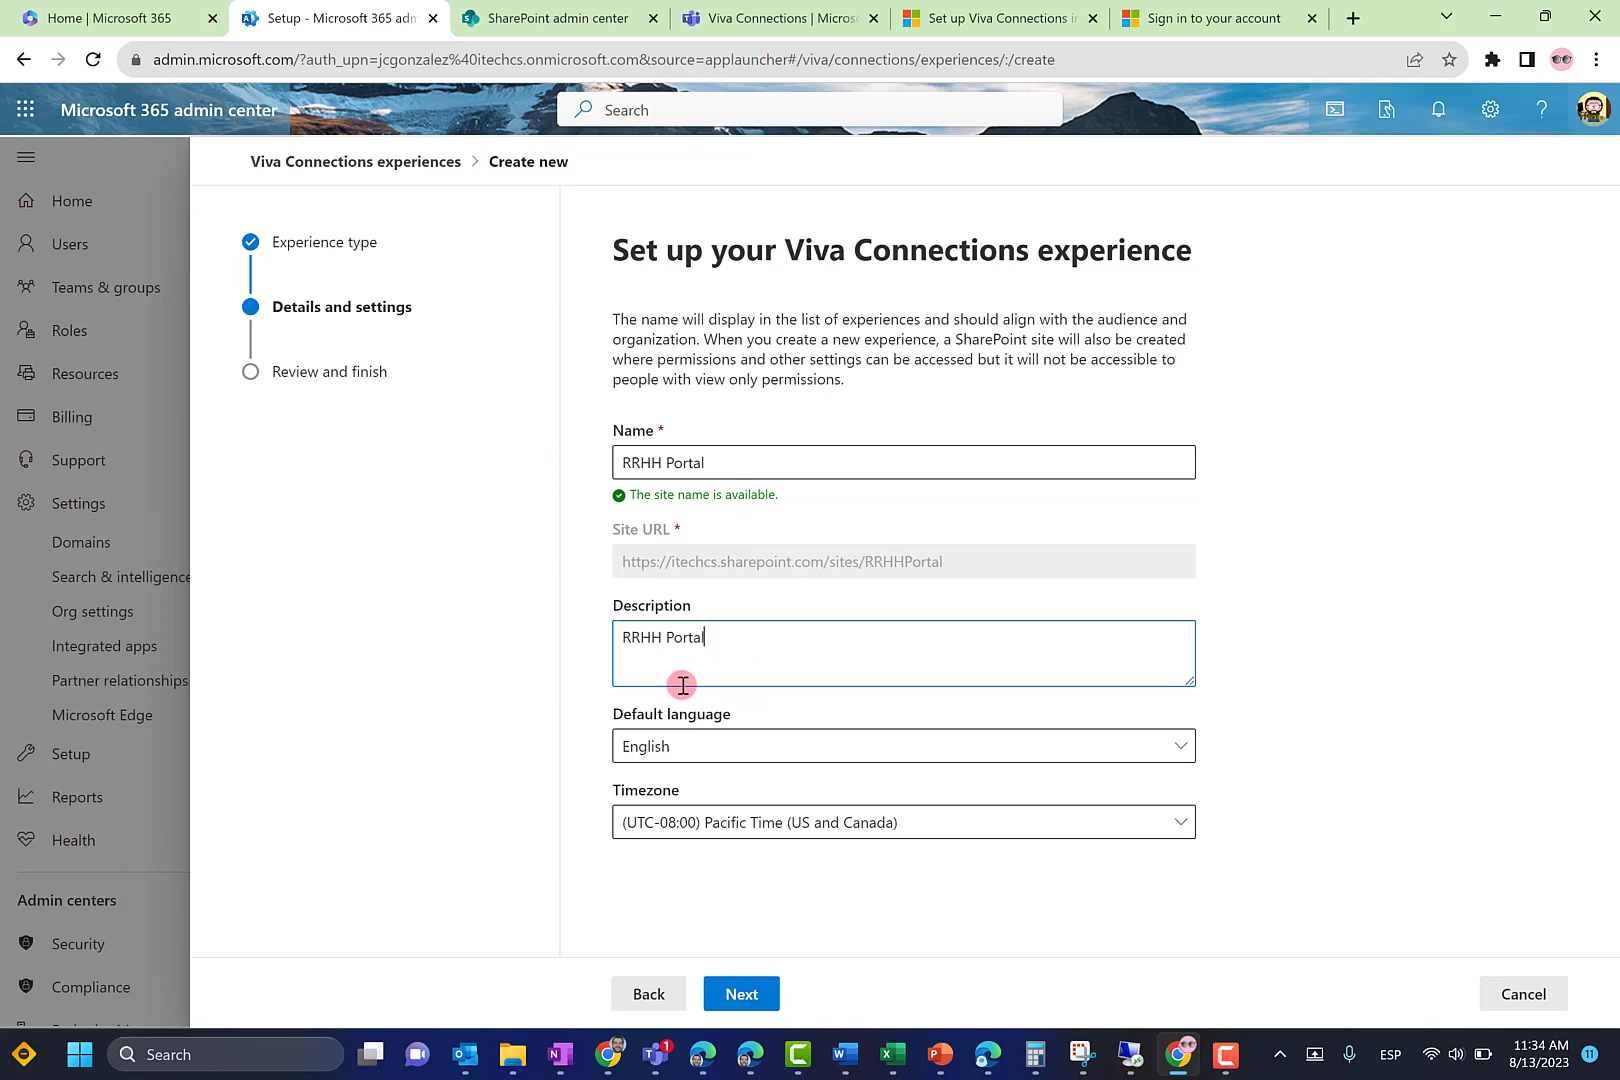 Home | Microsoft 365
Setup - Microsoft 365 adm
SharePoint admin center
Viva Connections | Micros
Set up Viva Connections i
Sign in to your account
admin.microsoft.com/?auth_upn=jcgonzalez%40itechcs.onmicrosoft.com&source=applauncher#/viva/connections/experiences/:/create
Microsoft 365 admin center
Search
Viva Connections experiences > Create new
Home
Users
Teams & groups
Roles
Resources
Billing
Support
Settings
Domains
Search & intelligence
Org settings
Integrated apps
Partner relationships
Microsoft Edge
Setup
Reports
Health
Admin centers
Security
Compliance
Experience type
Details and settings
Review and finish
Set up your Viva Connections experience
The name will display in the list of experiences and should align with the audience and
organization. When you create a new experience, a SharePoint site will also be created
where permissions and other settings can be accessed but it will not be accessible to
people with view only permissions.
Name *
RRHH Portal
The site name is available.
Site URL *
https://itechcs.sharepoint.com/sites/RRHHPortal
Description
RRHH Portal
Default language
English
Timezone
(UTC-08:00) Pacific Time (US and Canada)
Back
Next
Cancel
Search
1
ESP
11:34 AM
8/13/2023
11